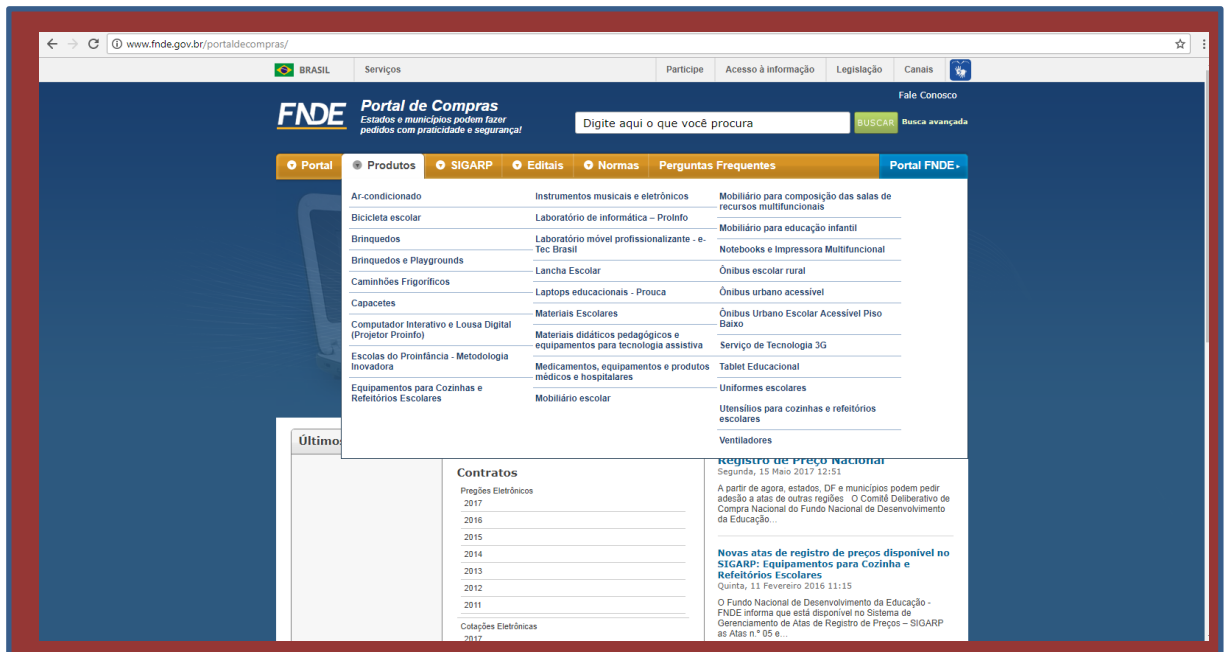 www.fnde.gov.br/portaldecompras/
BRASIL
Serviços
Participe
Acesso à informação
Legislação
Canais
Fale Conosco
FNDE
Portal de Compras
Estados e municípios podem fazer
pedidos com praticidade e segurança!
Digite aqui o que você procura
BUSCAR
Busca avançada
Portal
Produtos
SIGARP
Editais
Normas
Perguntas Frequentes
Portal FNDE
Ar-condicionado
Bicicleta escolar
Brinquedos
Brinquedos e Playgrounds
Caminhões Frigoríficos
Capacetes
Computador Interativo e Lousa Digital
(Projetor Proinfo)
Escolas do Proinfância - Metodologia
Inovadora
Equipamentos para Cozinhas e
Refeitórios Escolares
Instrumentos musicais e eletrônicos
Laboratório de informática – ProInfo
Laboratório móvel profissionalizante - e-
Tec Brasil
Lancha Escolar
Laptops educacionais - Prouca
Materiais Escolares
Materiais didáticos pedagógicos e
equipamentos para tecnologia assistiva
Medicamentos, equipamentos e produtos
médicos e hospitalares
Mobiliário escolar
Mobiliário para composição das salas de
recursos multifuncionais
Mobiliário para educação infantil
Notebooks e Impressora Multifuncional
Ônibus escolar rural
Ônibus urbano acessível
Ônibus Urbano Escolar Acessível Piso
Baixo
Serviço de Tecnologia 3G
Tablet Educacional
Uniformes escolares
Utensílios para cozinhas e refeitórios
escolares
Ventiladores
Contratos
Pregões Eletrônicos
2017
2016
2015
2014
2013
2012
2011
Cotações Eletrônicas
2017
Registro de Preço Nacional
Segunda, 15 Maio 2017 12:51
A partir de agora, estados, DF e municípios podem pedir
adesão a atas de outras regiões O Comitê Deliberativo de
Compra Nacional do Fundo Nacional de Desenvolvimento
da Educação...
Novas atas de registro de preços disponível no
SIGARP: Equipamentos para Cozinha e
Refeitórios Escolares
Quinta, 11 Fevereiro 2016 11:15
O Fundo Nacional de Desenvolvimento da Educação -
FNDE informa que está disponível no Sistema de
Gerenciamento de Atas de Registro de Preços – SIGARP
as Atas n.º 05 e...